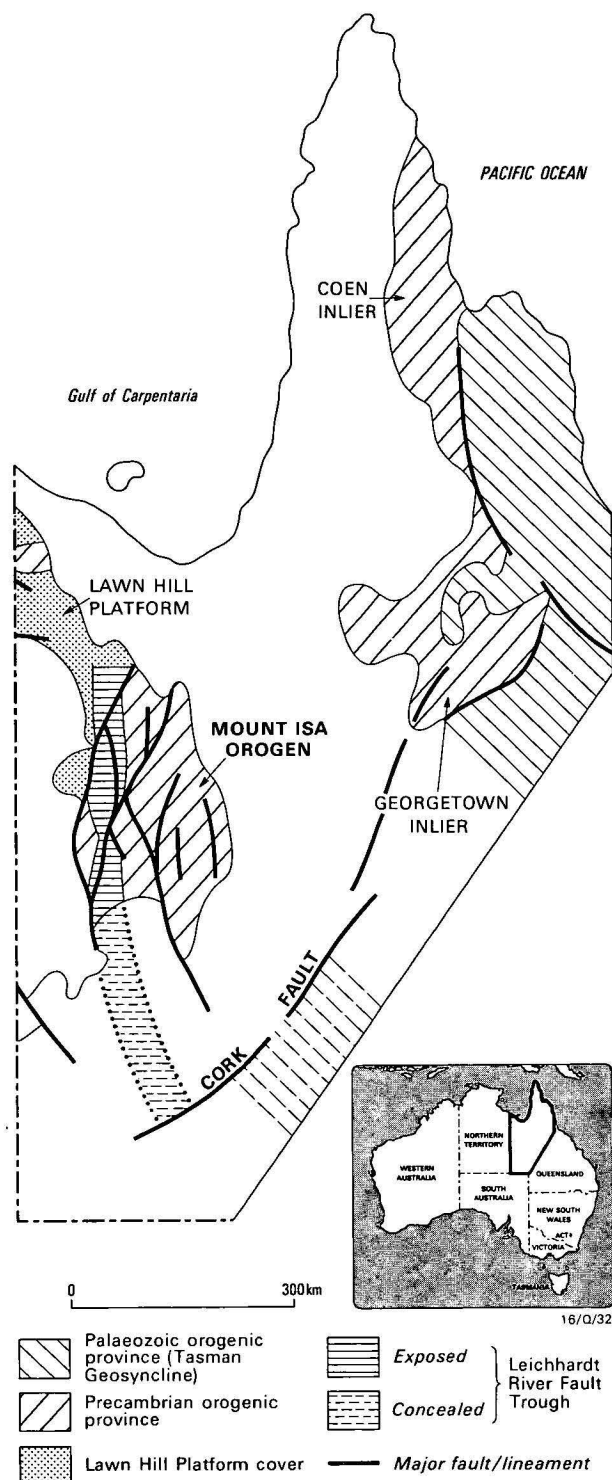 PACIFIC OCEAN
COEN
INLIER
Gulf of Carpentaria
LAWN HILL
PLATFORM
MOUNT ISA
OROGEN
GEORGETOWN
INLIER
CORK FAULT
NORTHERN
TERRITORY
WESTERN
AUSTRALIA
QUEENSLAND
SOUTH
AUSTRALIA
NEW SOUTH
WALES
ACT
VICTORIA
TASMANIA
0 300km
16/Q/32
Palaeozoic orogenic
province (Tasman
Geosyncline)
Precambrian orogenic
province
Lawn Hill Platform cover
Exposed
Concealed
Leichhardt
River Fault
Trough
Major fault/lineament